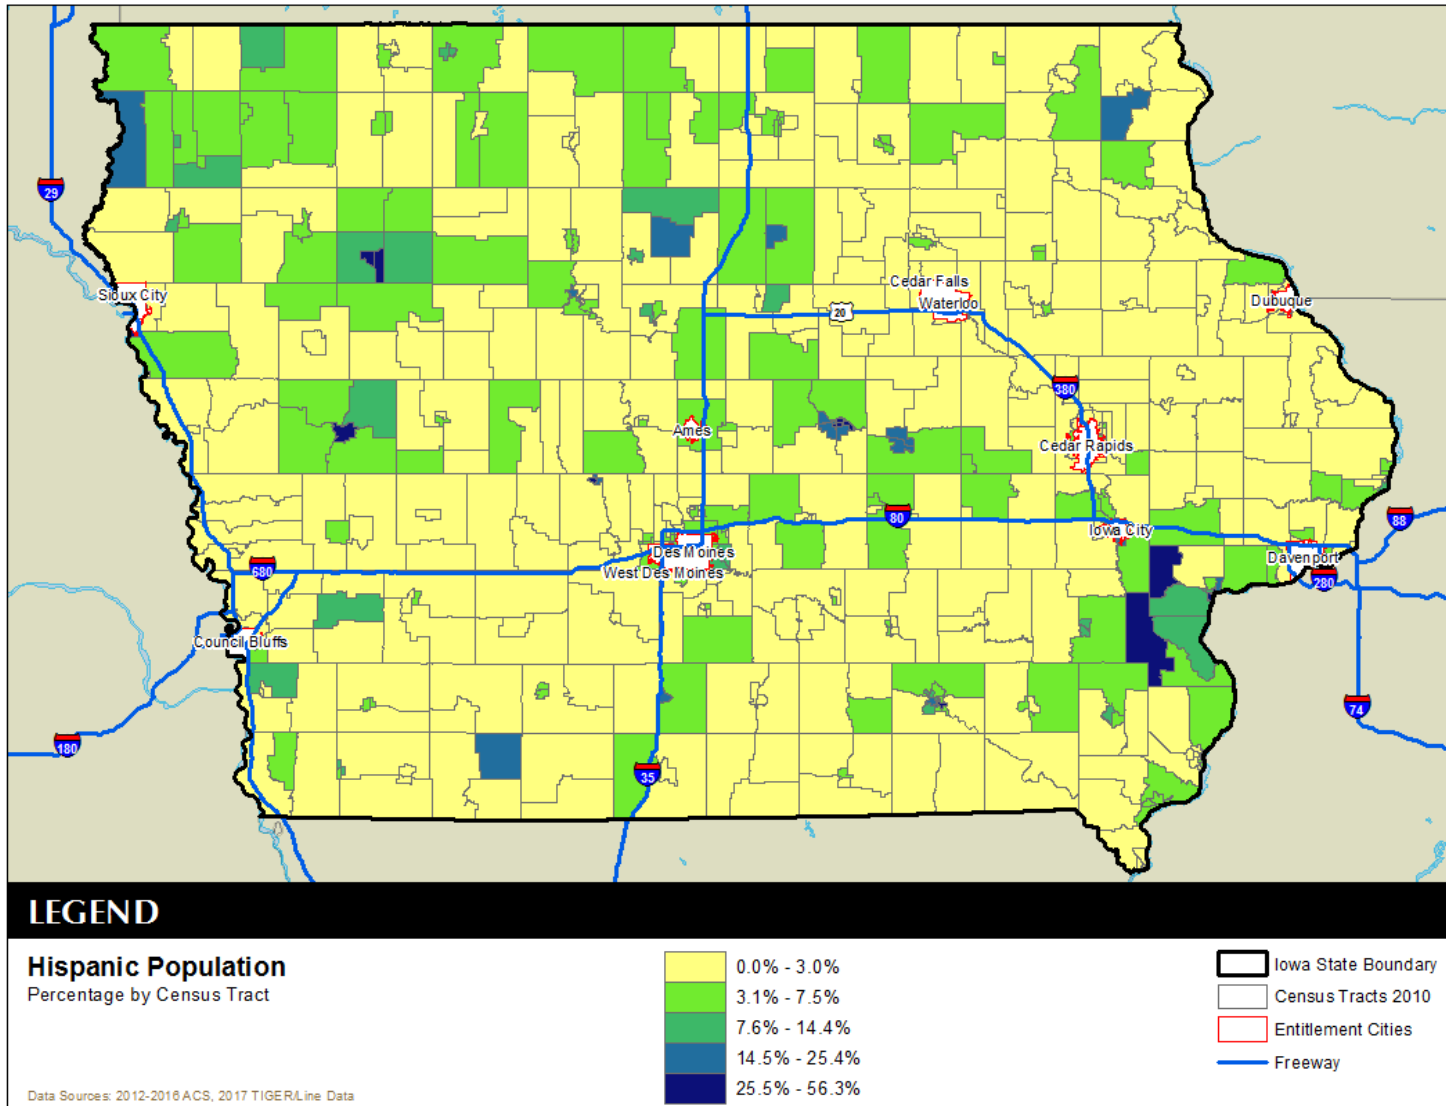 29
Sioux City
Cedar Falls
Waterloo
20
Dubuque
380
Ames
Cedar Rapids
80
88
Iowa City
Des Moines
West Des Moines
Davenport
680
280
Council Bluffs
180
74
35
LEGEND
Hispanic Population
Percentage by Census Tract
0.0% - 3.0%
3.1% - 7.5%
7.6% - 14.4%
14.5% - 25.4%
25.5% - 56.3%
Iowa State Boundary
Census Tracts 2010
Entitlement Cities
Freeway
Data Sources: 2012-2016 ACS, 2017 TIGER/Line Data